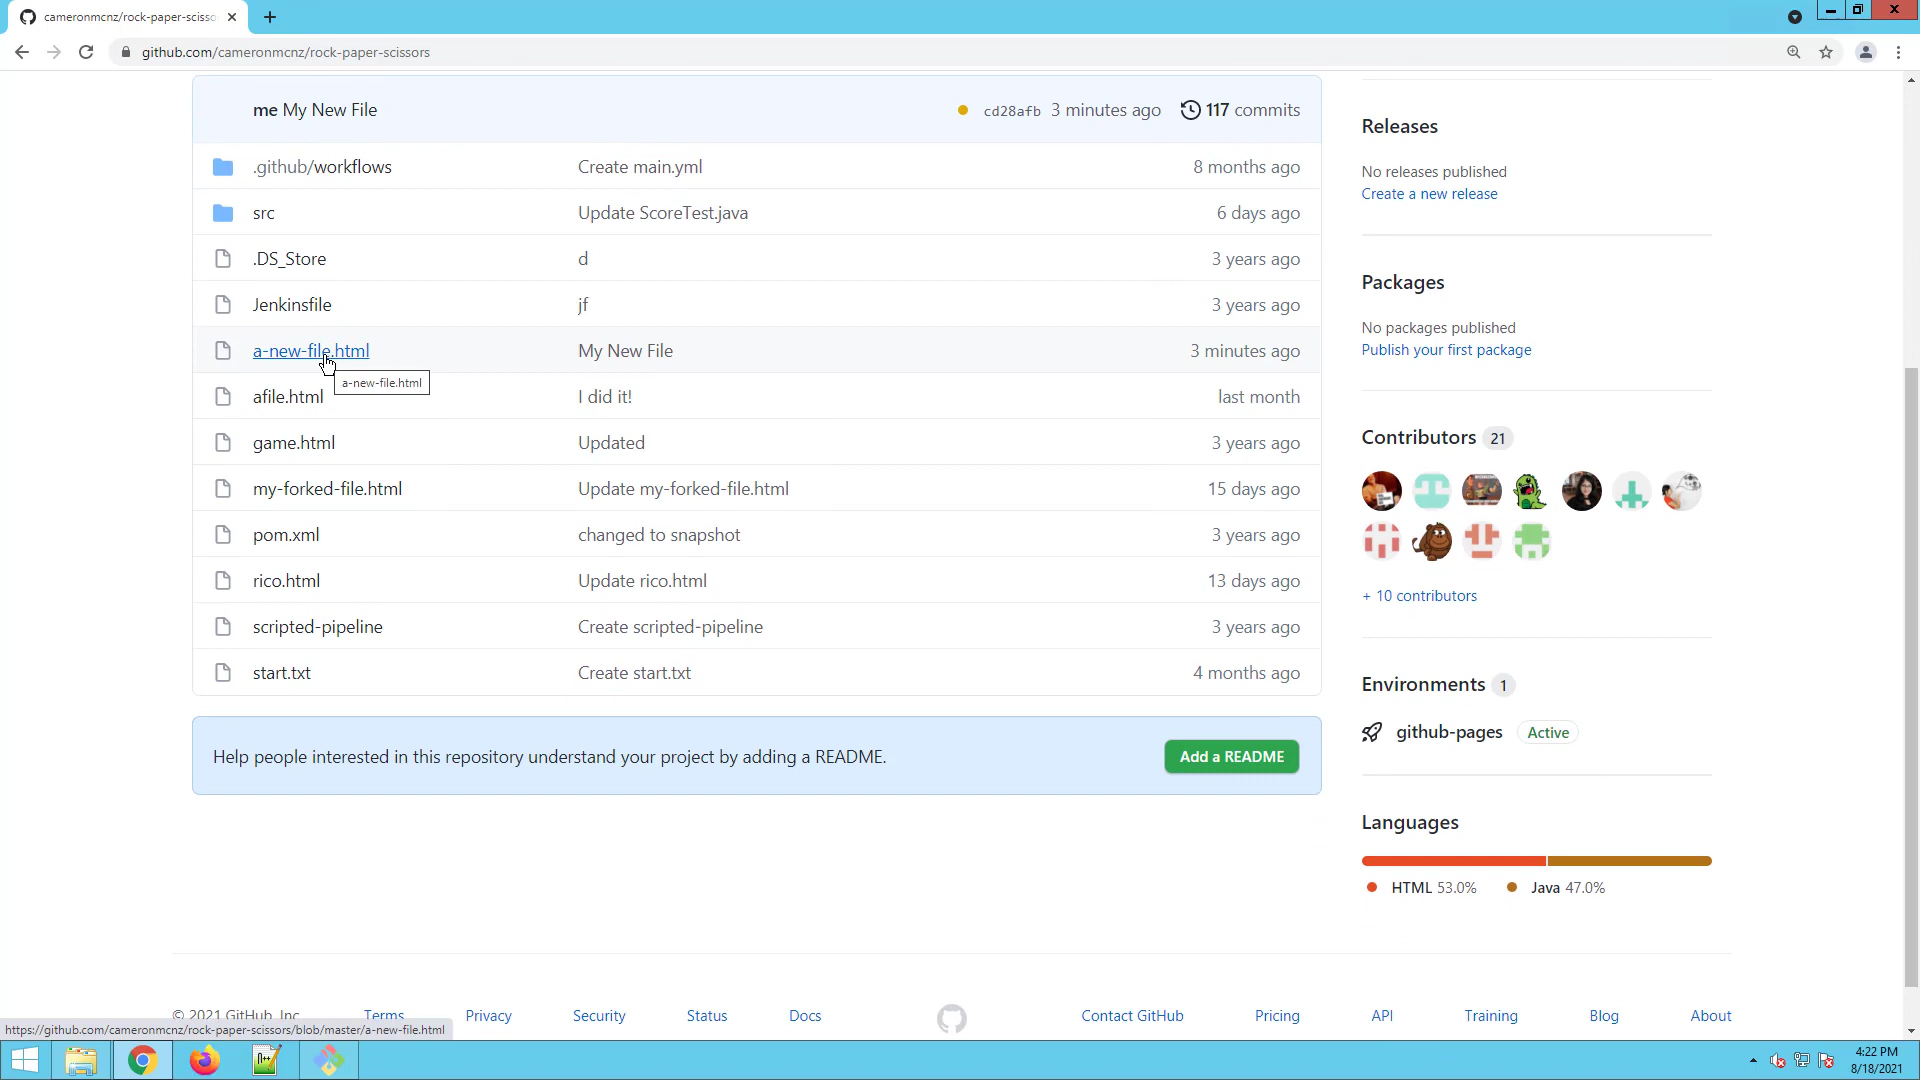 cameronmcnz/rock-paper-scisso
github.com/cameronmcnz/rock-paper-scissors
me My New File cd28afb 3 minutes ago 117 commits
.github/workflows Create main.yml 8 months ago
src Update ScoreTest.java 6 days ago
.DS_Store d 3 years ago
Jenkinsfile jf 3 years ago
a-new-file.html My New File 3 minutes ago
a-new-file.html
afile.html I did it! last month
game.html Updated 3 years ago
my-forked-file.html Update my-forked-file.html 15 days ago
pom.xml changed to snapshot 3 years ago
rico.html Update rico.html 13 days ago
scripted-pipeline Create scripted-pipeline 3 years ago
start.txt Create start.txt 4 months ago
Help people interested in this repository understand your project by adding a README. Add a README
Releases
No releases published
Create a new release
Packages
No packages published
Publish your first package
Contributors 21
+ 10 contributors
Environments 1
github-pages Active
Languages
HTML 53.0% Java 47.0%
© 2021 GitHub, Inc. Terms Privacy Security Status Docs Contact GitHub Pricing API Training Blog About
https://github.com/cameronmcnz/rock-paper-scissors/blob/master/a-new-file.html
4:22 PM
8/18/2021